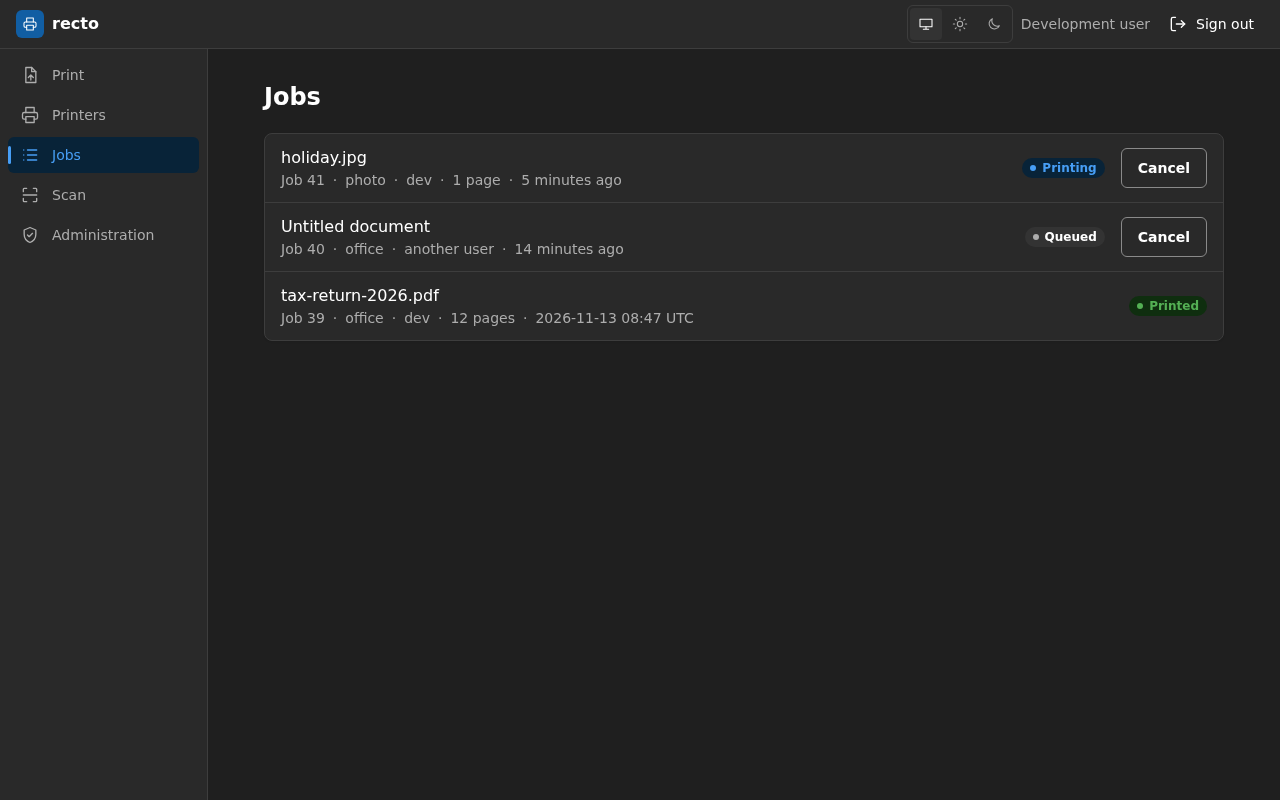 recto
Development user
Sign out
Print
Printers
Jobs
Scan
Administration
Jobs
holiday.jpg
Job 41 · photo · dev · 1 page · 5 minutes ago
Printing
Cancel
Untitled document
Job 40 · office · another user · 14 minutes ago
Queued
Cancel
tax-return-2026.pdf
Job 39 · office · dev · 12 pages · 2026-11-13 08:47 UTC
Printed